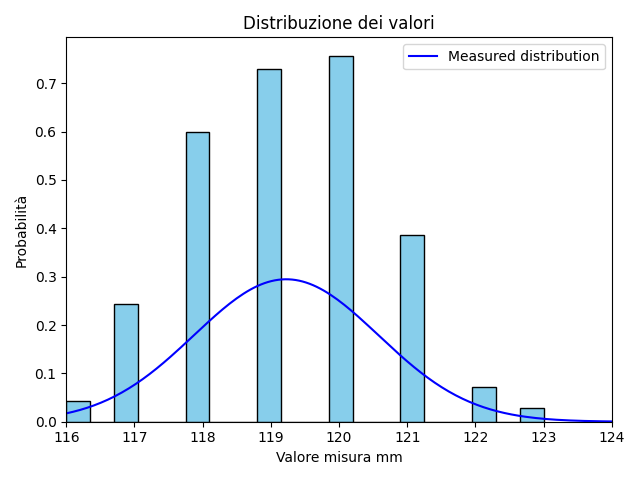 Distribuzione dei valori
Measured distribution
Probabilità
0.7
0.6
0.5
0.4
0.3
0.2
0.1
0.0
116 117 118 119 120 121 122 123 124
Valore misura mm